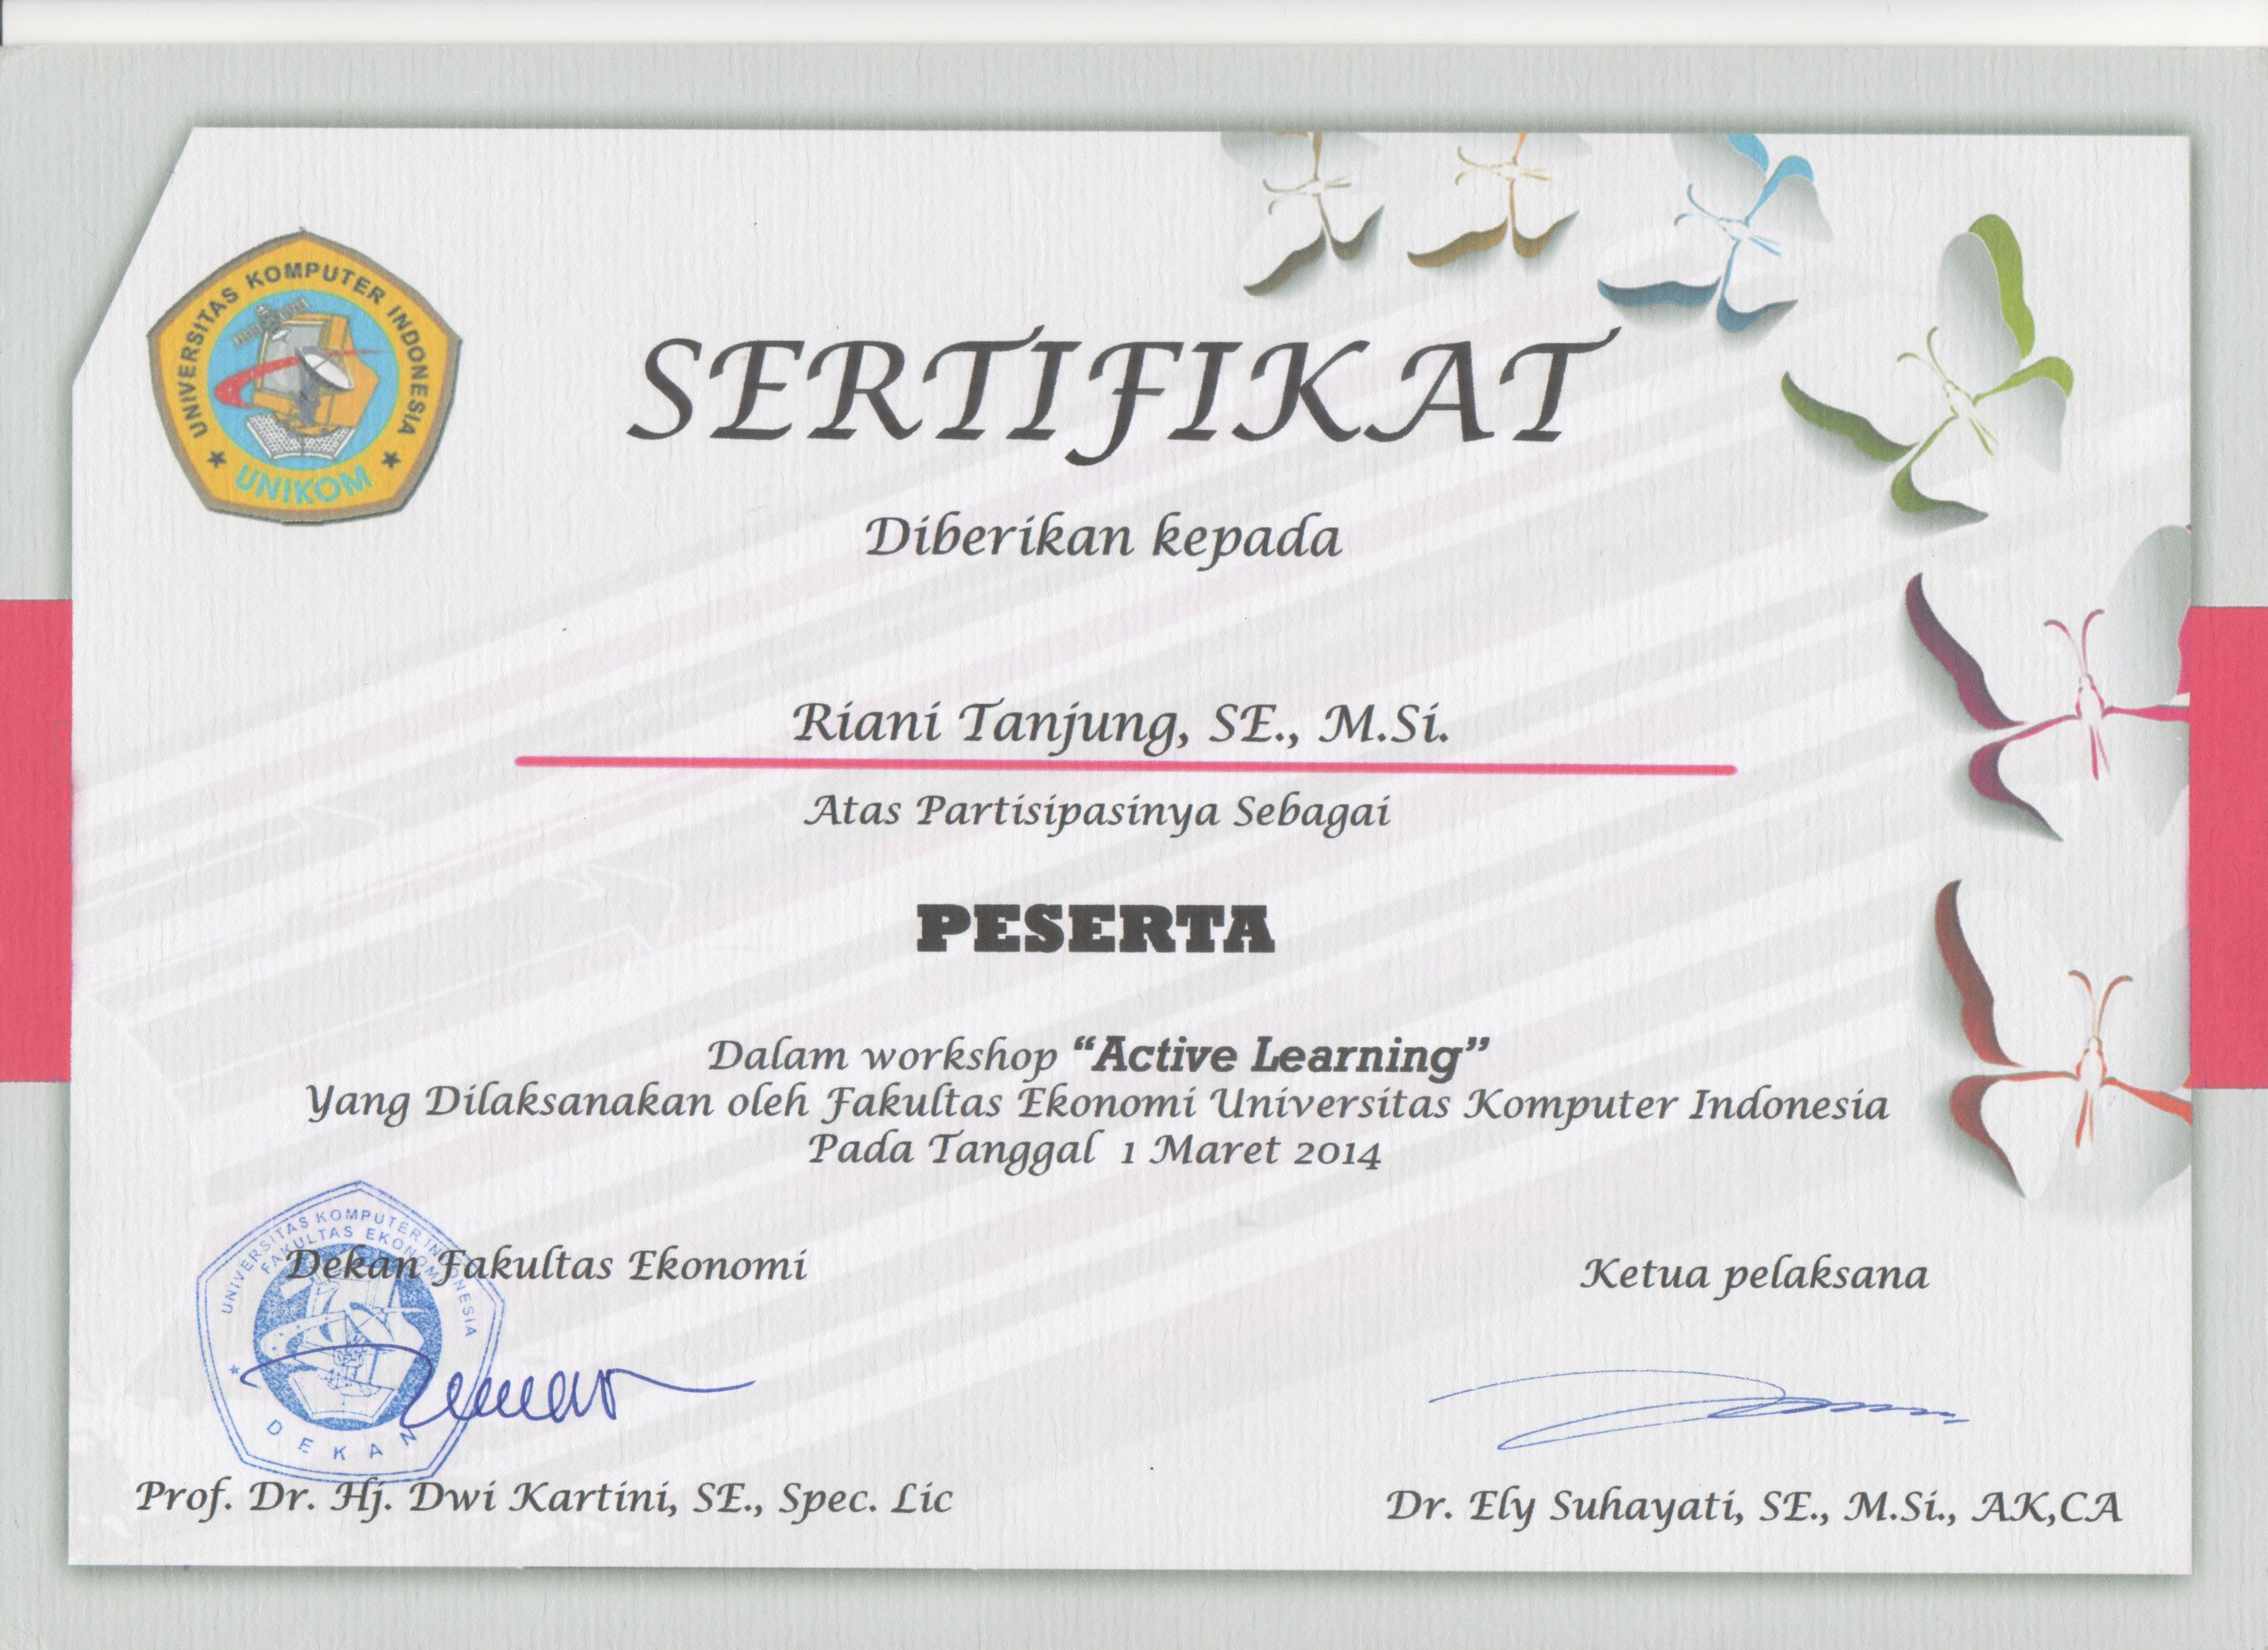 UNIVERSITAS KOMPUTER INDONESIA
UNIKOM
SERTIFIKAT
Diberikan kepada
Riani Tanjung, SE., M.Si.
Atas Partisipasinya Sebagai
PESERTA
Dalam workshop “Active Learning”
Yang Dilaksanakan oleh Fakultas Ekonomi Universitas Komputer Indonesia
Pada Tanggal 1 Maret 2014
UNIVERSITAS KOMPUTER INDONESIA
FAKULTAS EKONOMI
DEKAN
Dekan Fakultas Ekonomi
Ketua pelaksana
Prof. Dr. Hj. Dwi Kartini, SE., Spec. Lic
Dr. Ely Suhayati, SE., M.Si., AK,CA